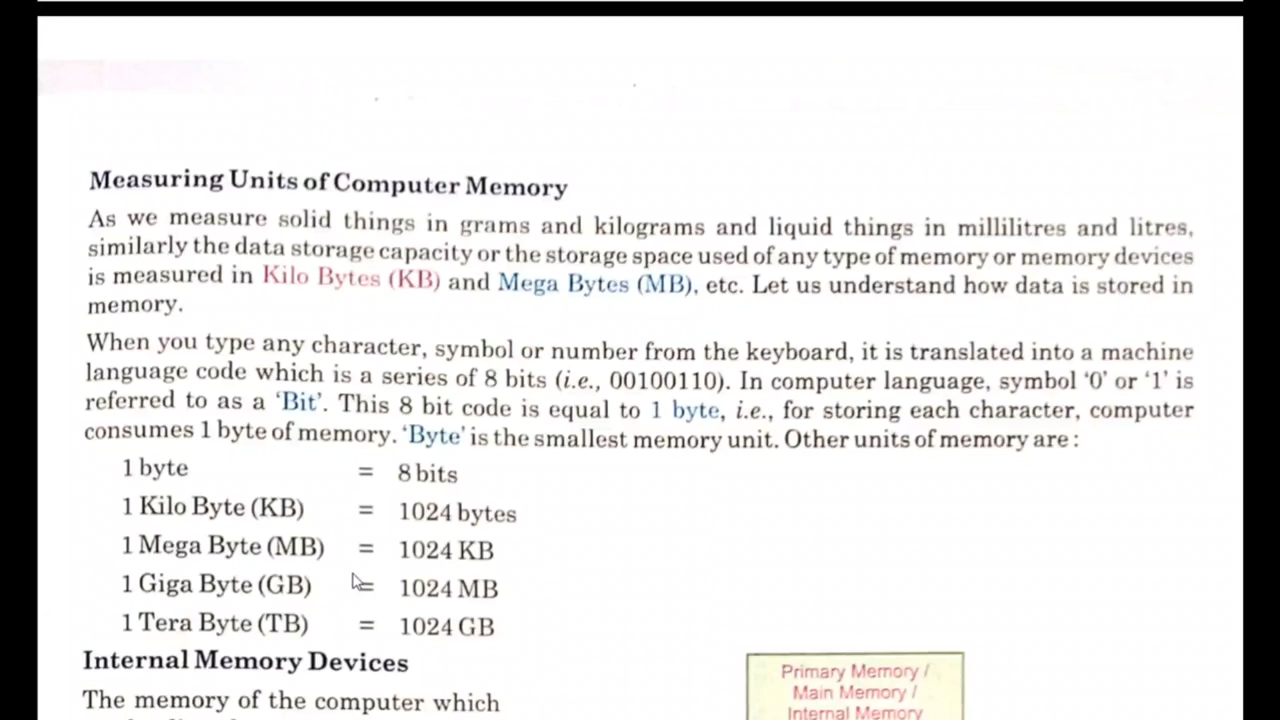 Measuring Units of Computer Memory
As we measure solid things in grams and kilograms and liquid things in millilitres and litres,
similarly the data storage capacity or the storage space used of any type of memory or memory devices
is measured in Kilo Bytes (KB) and Mega Bytes (MB), etc. Let us understand how data is stored in
memory.
When you type any character, symbol or number from the keyboard, it is translated into a machine
language code which is a series of 8 bits (i.e., 00100110). In computer language, symbol '0' or '1' is
referred to as a 'Bit'. This 8 bit code is equal to 1 byte, i.e., for storing each character, computer
consumes 1 byte of memory. 'Byte' is the smallest memory unit. Other units of memory are :
1 byte = 8 bits
1 Kilo Byte (KB) = 1024 bytes
1 Mega Byte (MB) = 1024 KB
1 Giga Byte (GB) = 1024 MB
1 Tera Byte (TB) = 1024 GB
Internal Memory Devices
The memory of the computer which
Primary Memory /
Main Memory /
Internal Memory